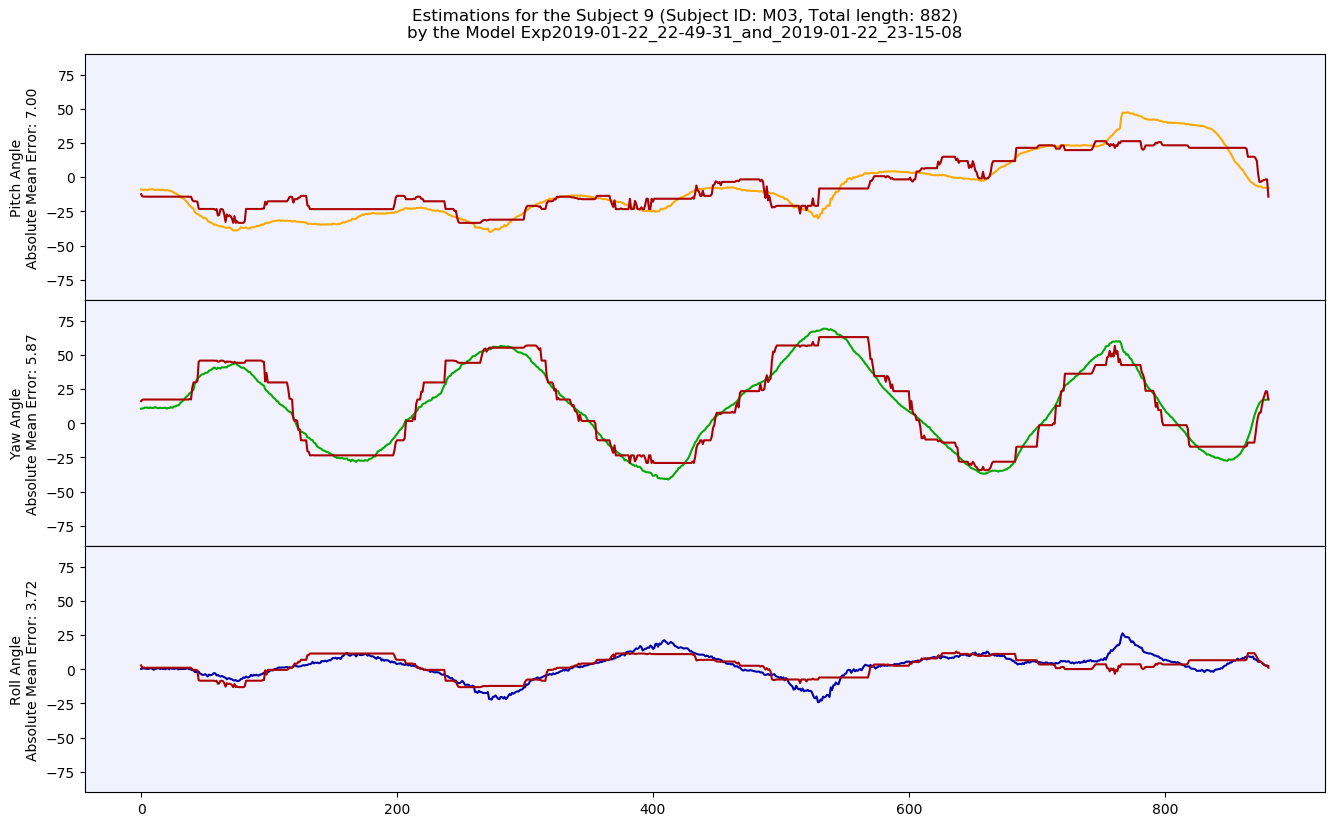 Estimations for the Subject 9 (Subject ID: M03, Total length: 882)
by the Model Exp2019-01-22_22-49-31_and_2019-01-22_23-15-08
Pitch Angle
Absolute Mean Error: 7.00
75
50
25
0
−25
−50
−75
Yaw Angle
Absolute Mean Error: 5.87
75
50
25
0
−25
−50
−75
Roll Angle
Absolute Mean Error: 3.72
75
50
25
0
−25
−50
−75
0 200 400 600 800